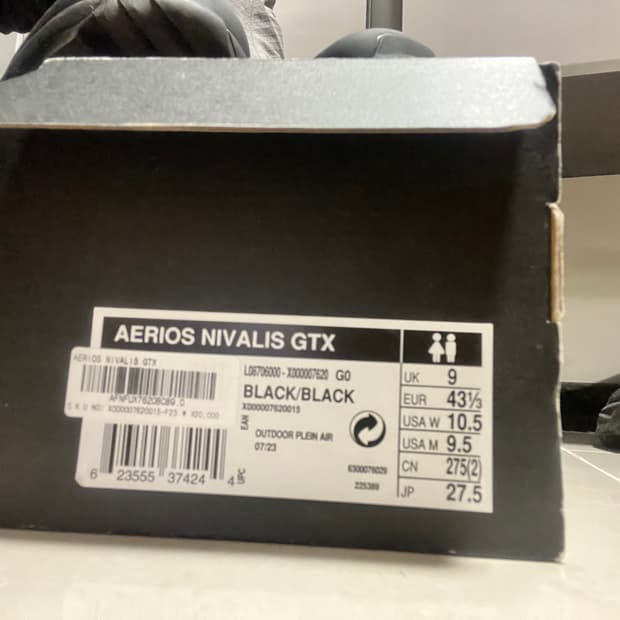 AERIOS NIVALIS GTX
AERIOS NIVALIS GTX
AFNFUX7620BC89.0
L08706000 - X000007620 G0
BLACK/BLACK
X000007620015
EAN
OUTDOOR PLEIN AIR
07/23
6300076029
225389
6 23555 37424 4
UPC
UK 9
EUR 43⅓
USA W 10.5
USA M 9.5
CN 275(2)
JP 27.5